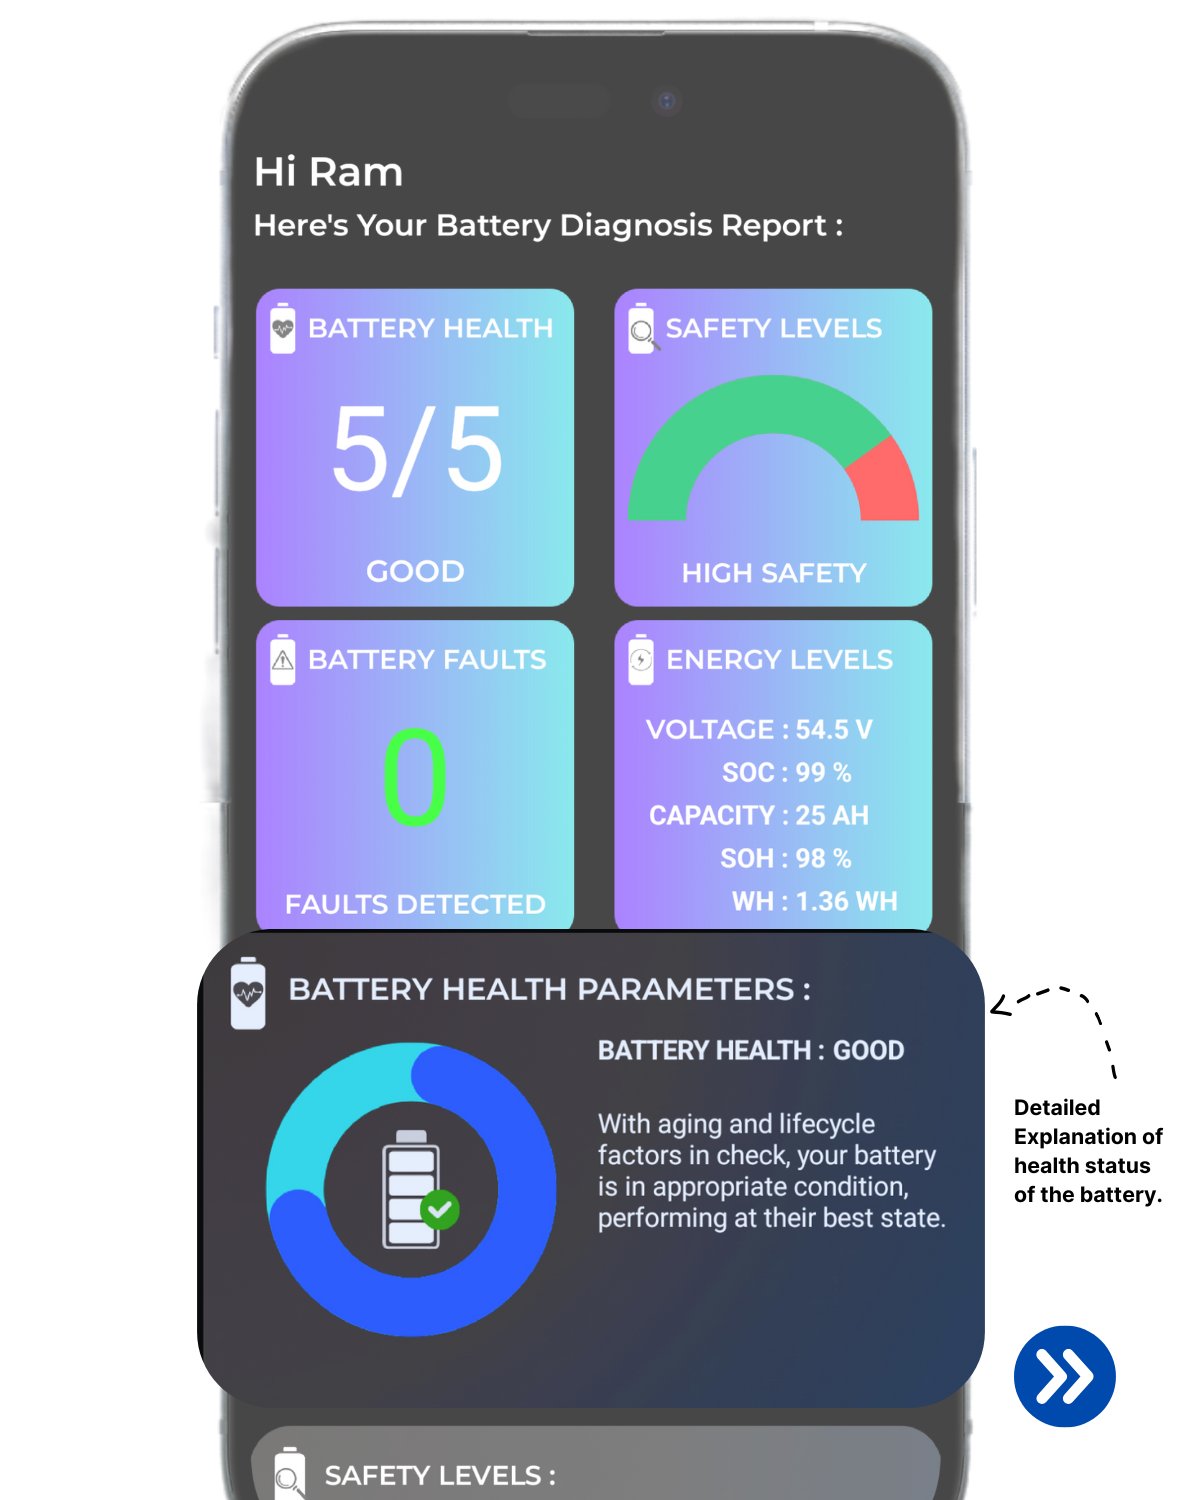 Hi Ram
Here's Your Battery Diagnosis Report :
BATTERY HEALTH
5/5
GOOD
SAFETY LEVELS
HIGH SAFETY
BATTERY FAULTS
0
FAULTS DETECTED
ENERGY LEVELS
VOLTAGE : 54.5 V
SOC : 99 %
CAPACITY : 25 AH
SOH : 98 %
WH : 1.36 WH
BATTERY HEALTH PARAMETERS :
BATTERY HEALTH : GOOD
With aging and lifecycle
factors in check, your battery
is in appropriate condition,
performing at their best state.
Detailed
Explanation of
health status
of the battery.
SAFETY LEVELS :